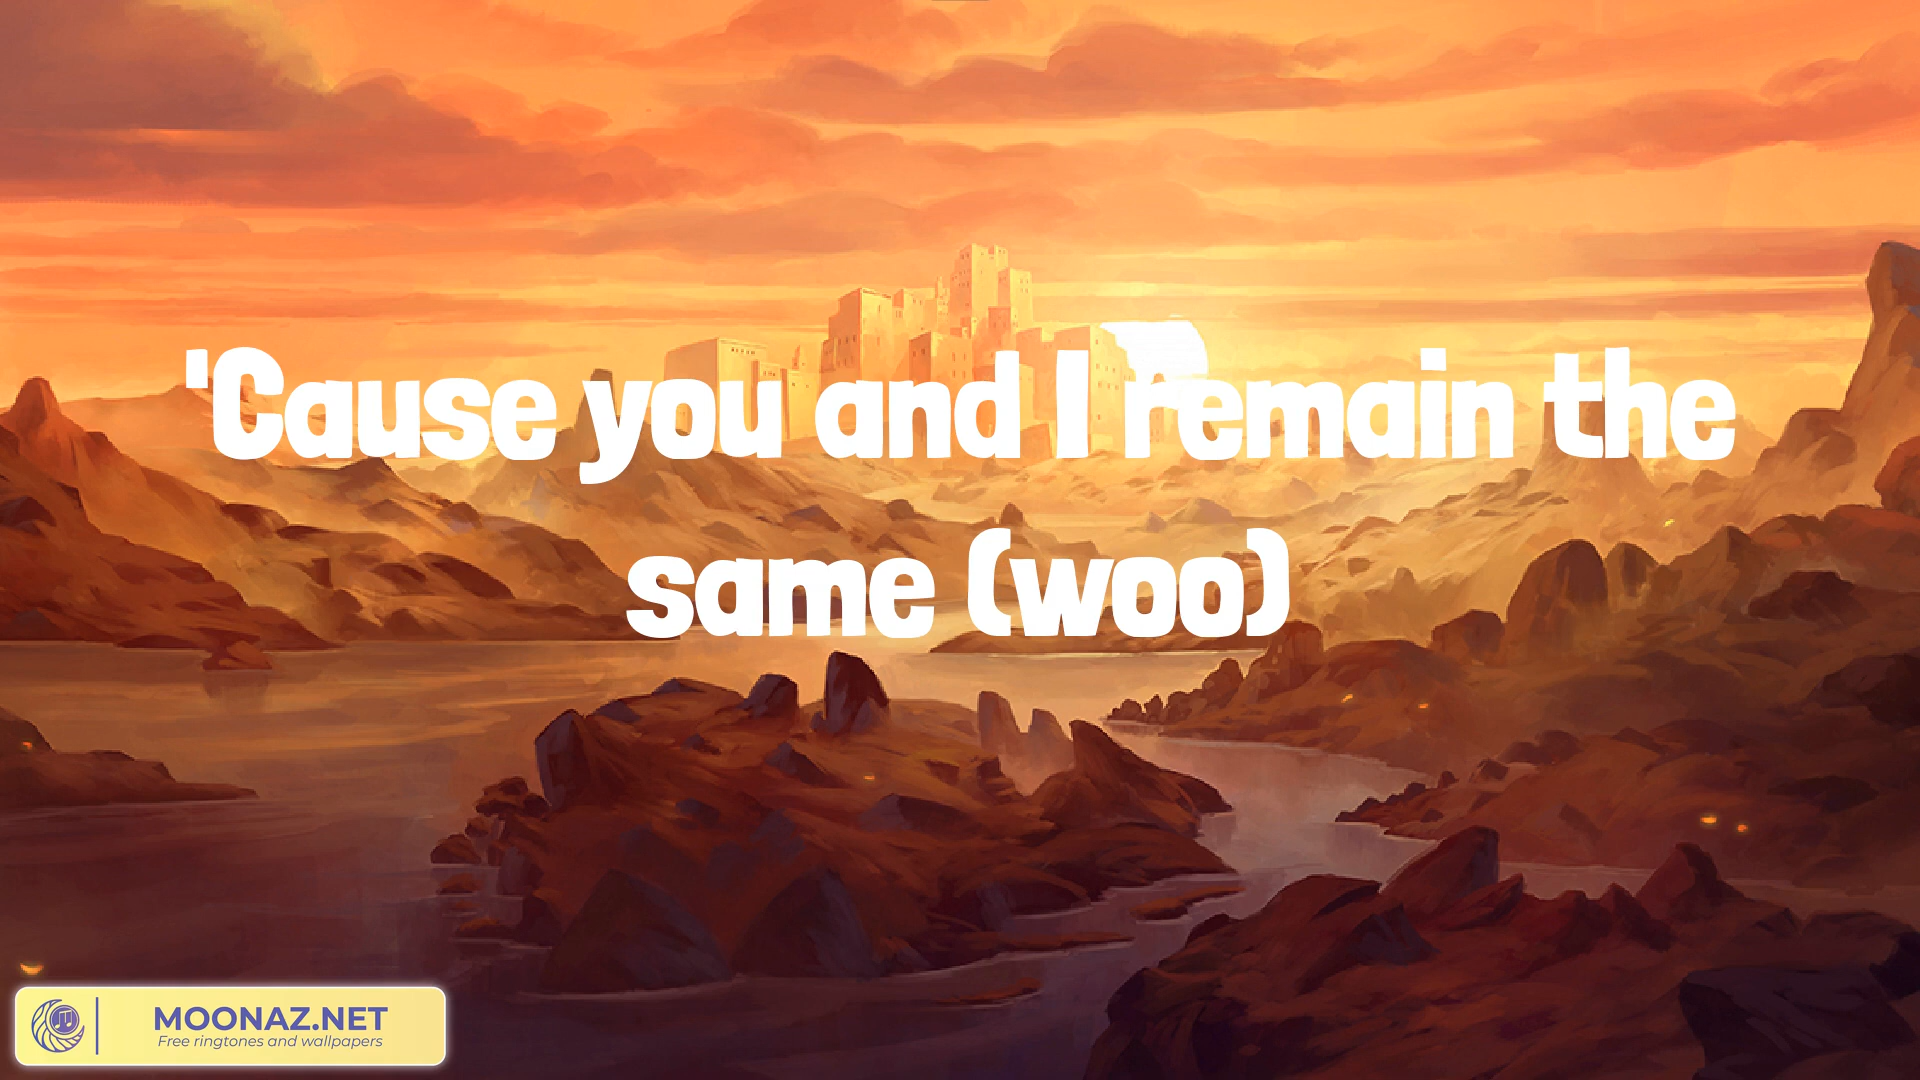 'Cause you and I remain the
same (woo)
MOONAZ.NET
Free ringtones and wallpapers